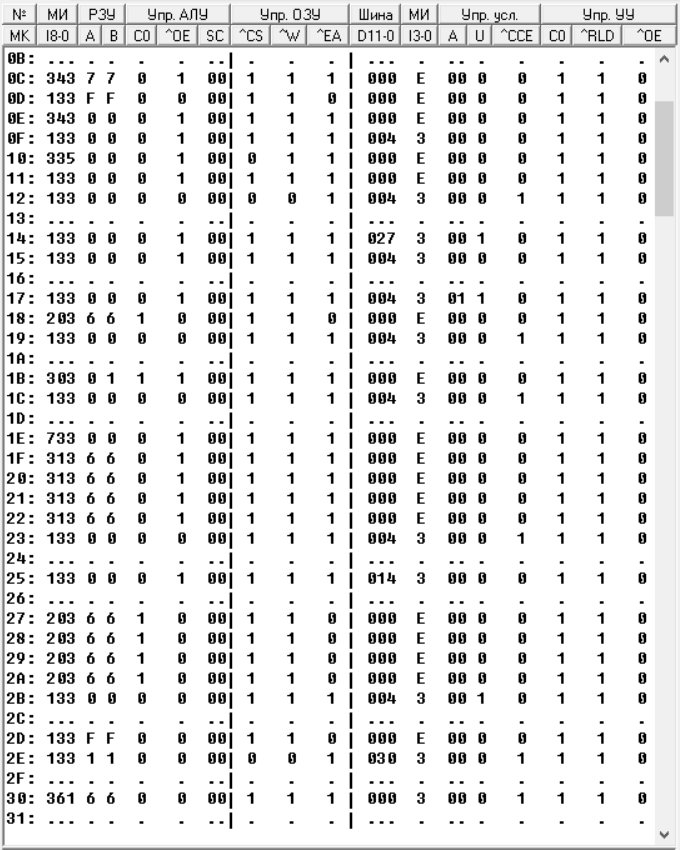 № МИ РЗУ Упр. АЛУ Упр. ОЗУ Шина МИ Упр. усл. Упр. УУ
МК I8-0 A B C0 ^OE SC ^CS ^W ^EA D11-0 I3-0 A U ^CCE C0 ^RLD ^OE
0B: ... . . . . .. . . . ... . .. . . . . .
0C: 343 7 7 0 1 00 1 1 1 000 E 00 0 0 1 1 0
0D: 133 F F 0 0 00 1 1 0 000 E 00 0 0 1 1 0
0E: 343 0 0 0 1 00 1 1 1 000 E 00 0 0 1 1 0
0F: 133 0 0 0 1 00 1 1 1 004 3 00 0 0 1 1 0
10: 335 0 0 0 1 00 0 1 1 000 E 00 0 0 1 1 0
11: 133 0 0 0 1 00 1 1 1 000 E 00 0 0 1 1 0
12: 133 0 0 0 0 00 0 0 1 004 3 00 0 1 1 1 0
13: ... . . . . .. . . . ... . .. . . . . .
14: 133 0 0 0 1 00 1 1 1 027 3 00 1 0 1 1 0
15: 133 0 0 0 1 00 1 1 1 004 3 00 0 0 1 1 0
16: ... . . . . .. . . . ... . .. . . . . .
17: 133 0 0 0 1 00 1 1 1 004 3 01 1 0 1 1 0
18: 203 6 6 1 0 00 1 1 0 000 E 00 0 0 1 1 0
19: 133 0 0 0 0 00 1 1 1 004 3 00 0 1 1 1 0
1A: ... . . . . .. . . . ... . .. . . . . .
1B: 303 0 1 1 1 00 1 1 1 000 E 00 0 0 1 1 0
1C: 133 0 0 0 0 00 1 1 1 004 3 00 0 1 1 1 0
1D: ... . . . . .. . . . ... . .. . . . . .
1E: 733 0 0 0 1 00 1 1 1 000 E 00 0 0 1 1 0
1F: 313 6 6 0 1 00 1 1 1 000 E 00 0 0 1 1 0
20: 313 6 6 0 1 00 1 1 1 000 E 00 0 0 1 1 0
21: 313 6 6 0 1 00 1 1 1 000 E 00 0 0 1 1 0
22: 313 6 6 0 1 00 1 1 1 000 E 00 0 0 1 1 0
23: 133 0 0 0 0 00 1 1 1 004 3 00 0 1 1 1 0
24: ... . . . . .. . . . ... . .. . . . . .
25: 133 0 0 0 1 00 1 1 1 014 3 00 0 0 1 1 0
26: ... . . . . .. . . . ... . .. . . . . .
27: 203 6 6 1 0 00 1 1 0 000 E 00 0 0 1 1 0
28: 203 6 6 1 0 00 1 1 0 000 E 00 0 0 1 1 0
29: 203 6 6 1 0 00 1 1 0 000 E 00 0 0 1 1 0
2A: 203 6 6 1 0 00 1 1 0 000 E 00 0 0 1 1 0
2B: 133 0 0 0 0 00 1 1 1 004 3 00 1 0 1 1 0
2C: ... . . . . .. . . . ... . .. . . . . .
2D: 133 F F 0 0 00 1 1 0 000 E 00 0 0 1 1 0
2E: 133 1 1 0 0 00 0 0 1 030 3 00 0 1 1 1 0
2F: ... . . . . .. . . . ... . .. . . . . .
30: 361 6 6 0 0 00 1 1 1 000 3 00 0 1 1 1 0
31: ... . . . . .. . . . ... . .. . . . . .